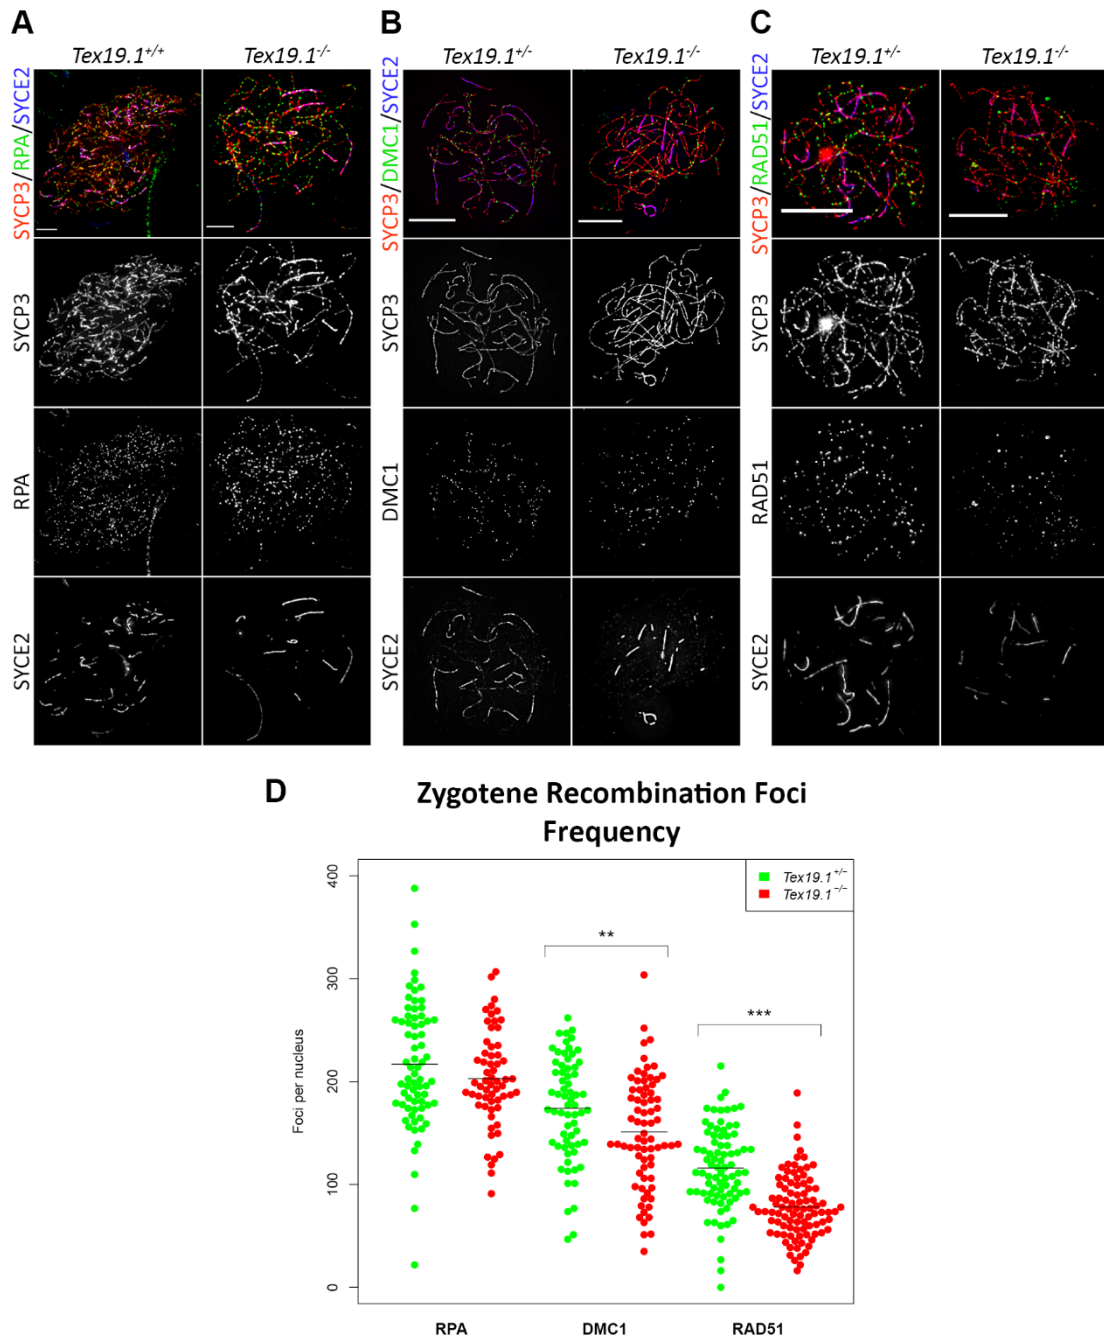 A
B
C
Tex19.1+/+
Tex19.1-/-
Tex19.1+/-
Tex19.1-/-
Tex19.1+/-
Tex19.1-/-
SYCP3/RPA/SYCE2
SYCP3/DMC1/SYCE2
SYCP3/RAD51/SYCE2
SYCP3
SYCP3
SYCP3
RPA
DMC1
RAD51
SYCE2
SYCE2
SYCE2
D
Zygotene Recombination Foci
Frequency
Tex19.1+/−
Tex19.1−/−
**
***
Foci per nucleus
400
300
200
100
0
RPA
DMC1
RAD51